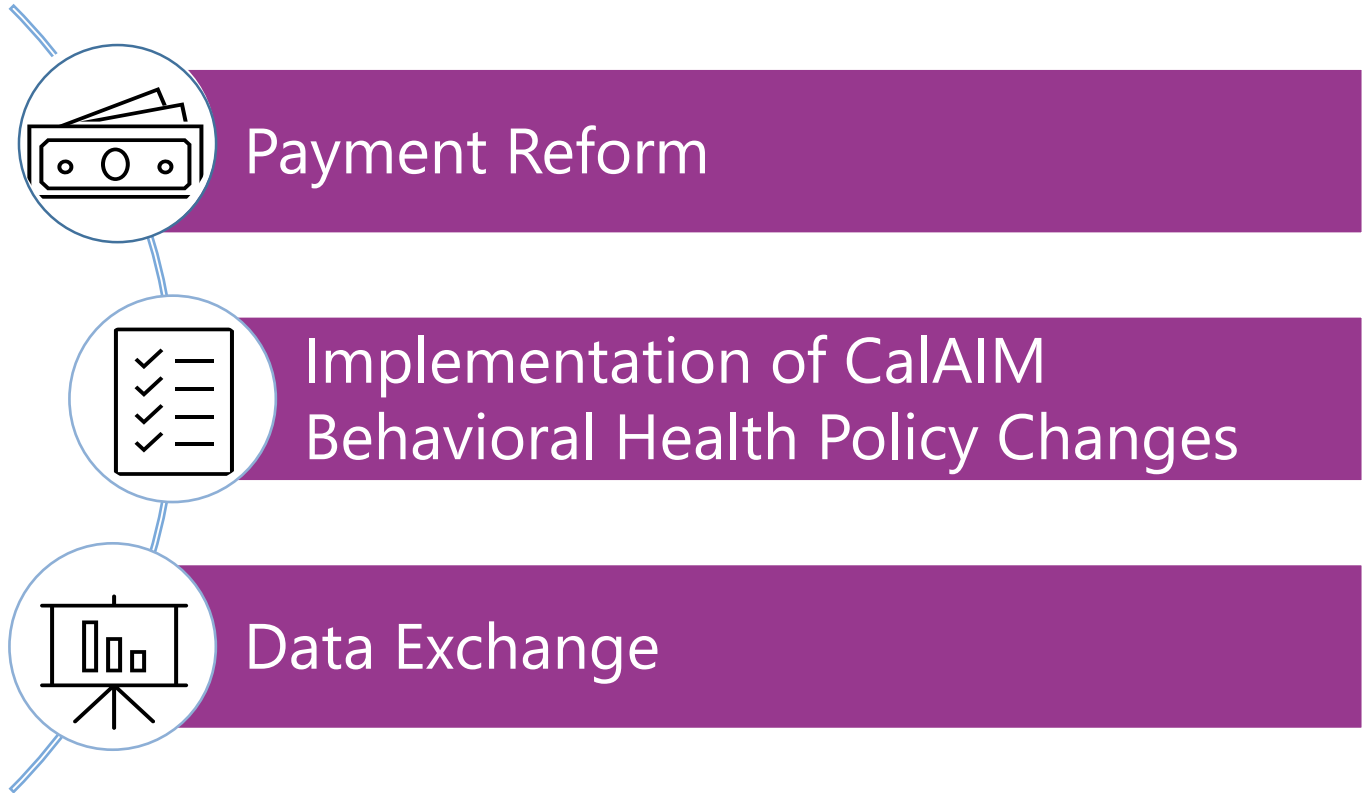 Payment Reform
Implementation of CalAIM
Behavioral Health Policy Changes
Data Exchange